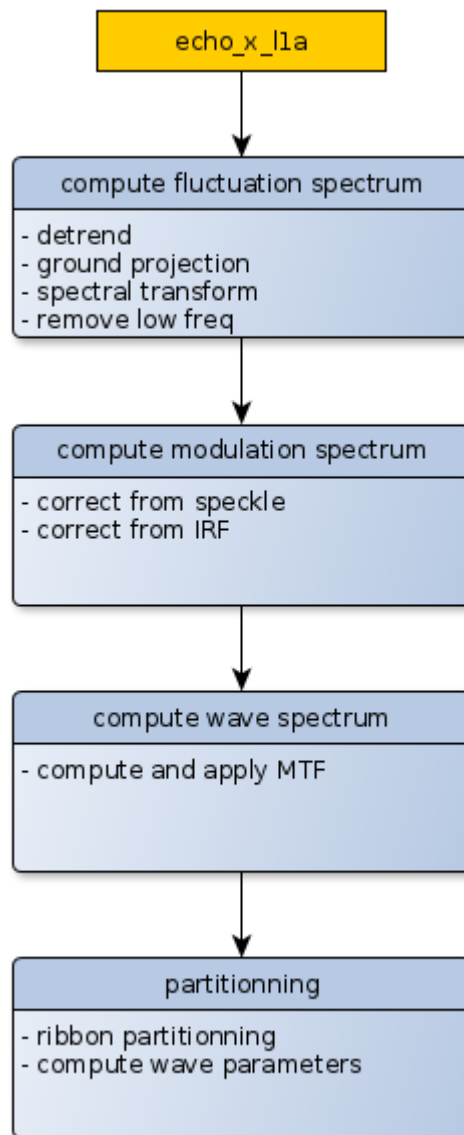 echo_x_l1a
compute fluctuation spectrum
- detrend
- ground projection
- spectral transform
- remove low freq
compute modulation spectrum
- correct from speckle
- correct from IRF
compute wave spectrum
- compute and apply MTF
partitionning
- ribbon partitionning
- compute wave parameters